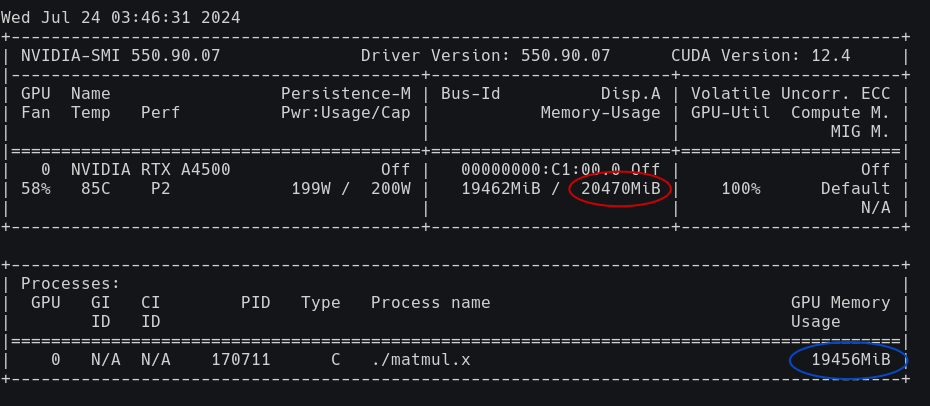 Wed Jul 24 03:46:31 2024
+-----------------------------------------------------------------------------------------+
| NVIDIA-SMI 550.90.07              Driver Version: 550.90.07      CUDA Version: 12.4     |
|-----------------------------------------+------------------------+----------------------+
| GPU  Name                 Persistence-M | Bus-Id          Disp.A | Volatile Uncorr. ECC |
| Fan  Temp   Perf          Pwr:Usage/Cap |           Memory-Usage | GPU-Util  Compute M. |
|                                         |                        |               MIG M. |
|=========================================+========================+======================|
|   0  NVIDIA RTX A4500               Off |   00000000:C1:00.0 Off |                  Off |
| 58%   85C    P2            199W /  200W |   19462MiB /  20470MiB |    100%      Default |
|                                         |                        |                  N/A |
+-----------------------------------------+------------------------+----------------------+
+-----------------------------------------------------------------------------------------+
| Processes:                                                                              |
|  GPU   GI   CI        PID   Type   Process name                              GPU Memory |
|        ID   ID                                                               Usage      |
|=========================================================================================|
|    0   N/A  N/A    170711      C   ./matmul.x                                  19456MiB |
+-----------------------------------------------------------------------------------------+